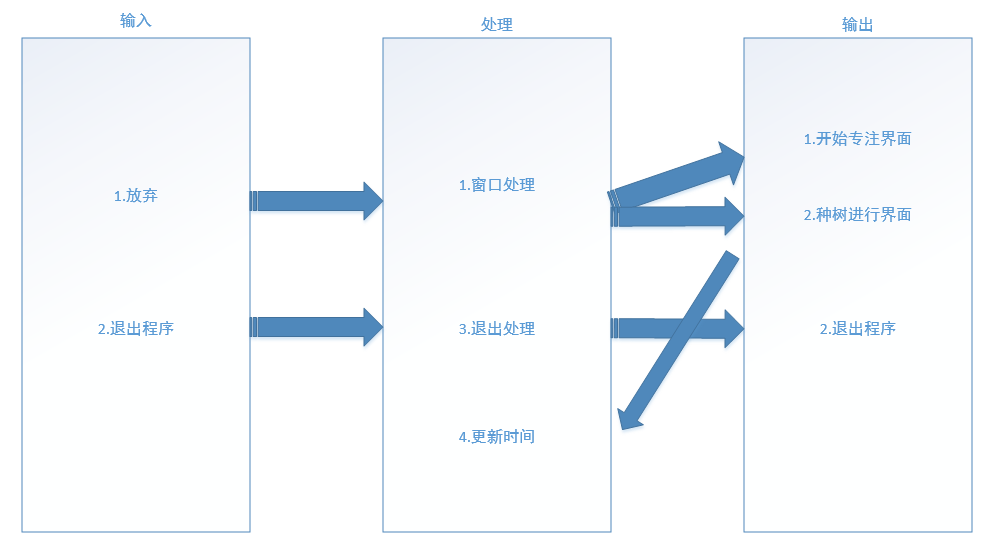 输入
1.放弃
2.退出程序
处理
1.窗口处理
3.退出处理
4.更新时间
输出
1.开始专注界面
2.种树进行界面
2.退出程序